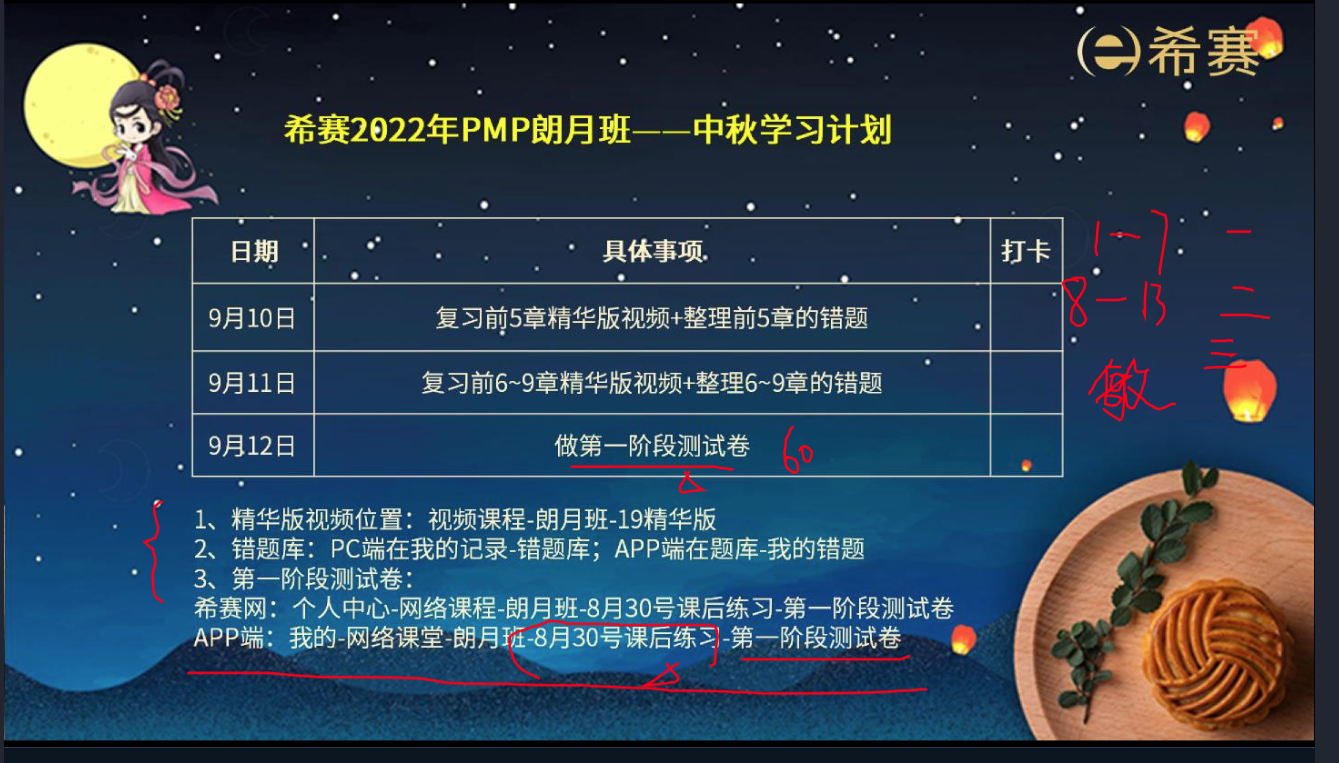 希赛
希赛2022年PMP朗月班——中秋学习计划
日期 具体事项 打卡
9月10日 复习前5章精华版视频+整理前5章的错题
9月11日 复习前6~9章精华版视频+整理6~9章的错题
9月12日 做第一阶段测试卷 60
1—7 一
8—13 二
三
敏
1、精华版视频位置：视频课程-朗月班-19精华版
2、错题库：PC端在我的记录-错题库；APP端在题库-我的错题
3、第一阶段测试卷：
希赛网：个人中心-网络课程-朗月班-8月30号课后练习-第一阶段测试卷
APP端：我的-网络课堂-朗月班-8月30号课后练习-第一阶段测试卷